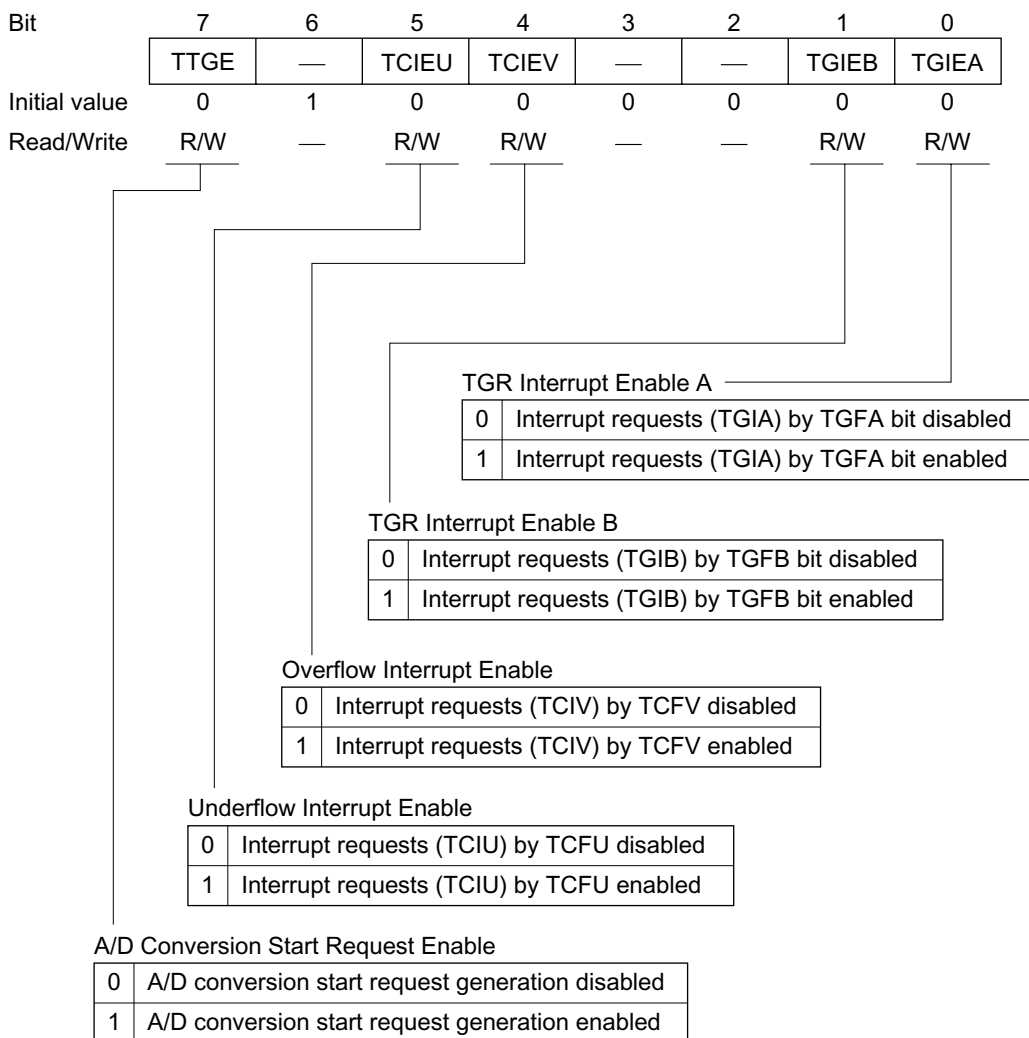 Bit 7 6 5 4 3 2 1 0
TTGE — TCIEU TCIEV — — TGIEB TGIEA
Initial value 0 1 0 0 0 0 0 0
Read/Write R/W — R/W R/W — — R/W R/W
TGR Interrupt Enable A
0 Interrupt requests (TGIA) by TGFA bit disabled
1 Interrupt requests (TGIA) by TGFA bit enabled
TGR Interrupt Enable B
0 Interrupt requests (TGIB) by TGFB bit disabled
1 Interrupt requests (TGIB) by TGFB bit enabled
Overflow Interrupt Enable
0 Interrupt requests (TCIV) by TCFV disabled
1 Interrupt requests (TCIV) by TCFV enabled
Underflow Interrupt Enable
0 Interrupt requests (TCIU) by TCFU disabled
1 Interrupt requests (TCIU) by TCFU enabled
A/D Conversion Start Request Enable
0 A/D conversion start request generation disabled
1 A/D conversion start request generation enabled